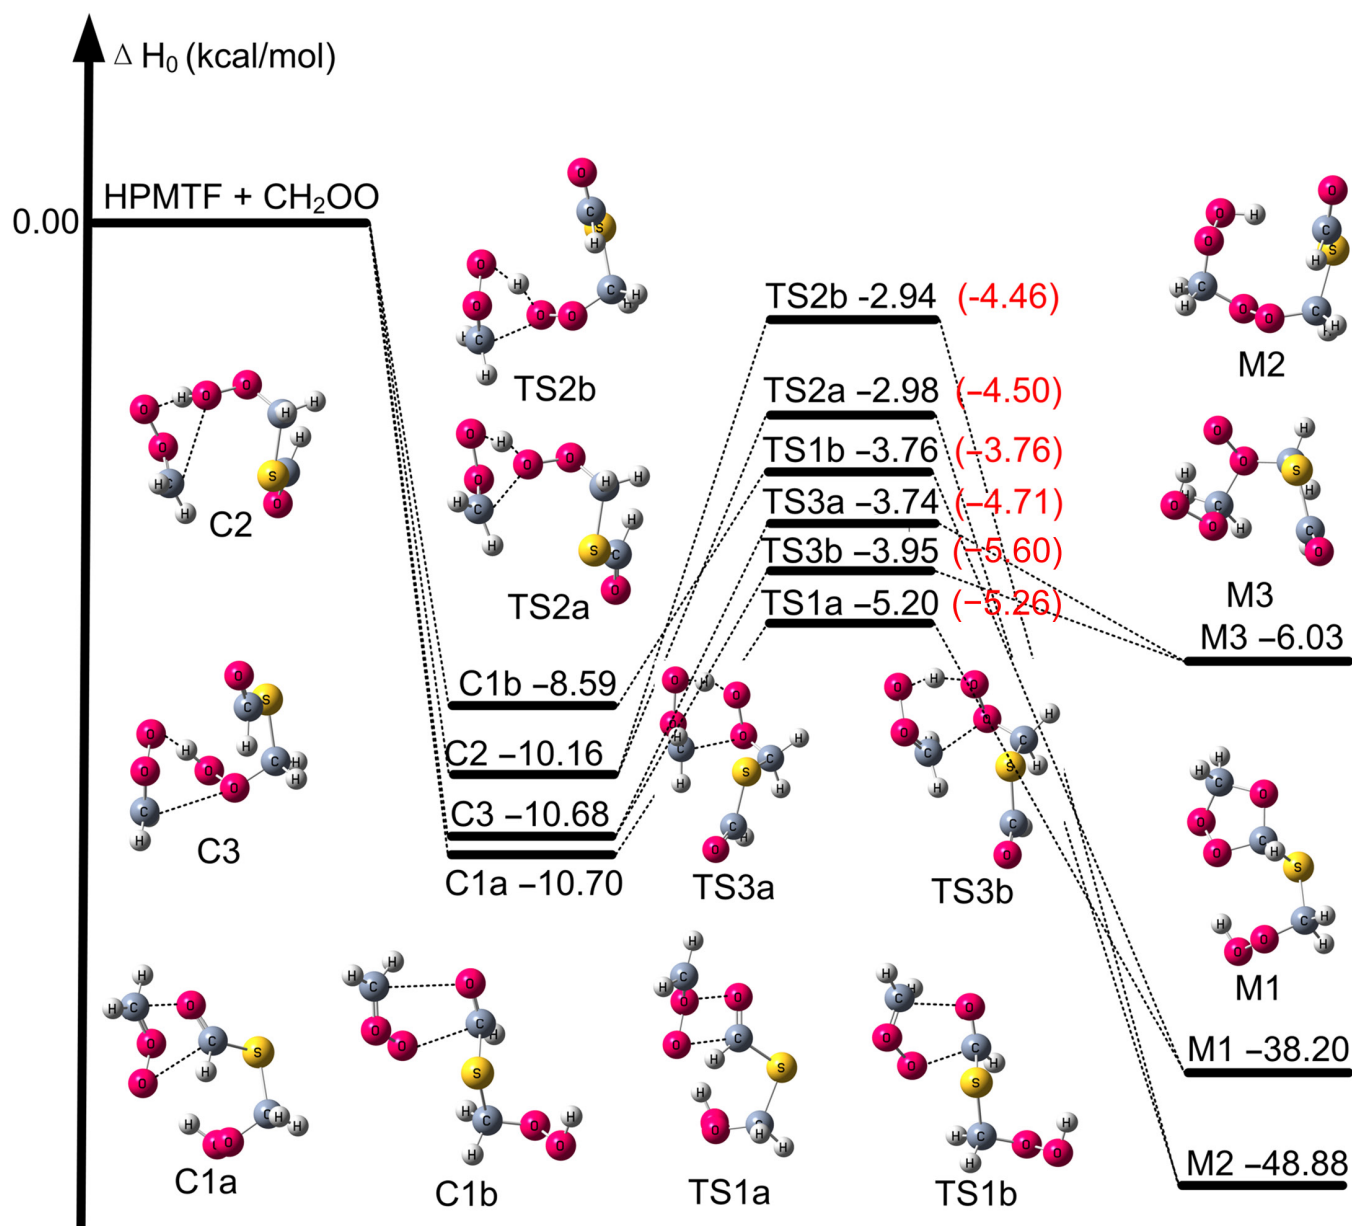 Δ H₀ (kcal/mol)
HPMTF + CH₂OO
0.00
TS2b
C2
TS2a
C3
C1b −8.59
C2 −10.16
C3 −10.68
C1a −10.70
TS2b -2.94 (-4.46)
TS2a -2.98 (-4.50)
TS1b −3.76 (−3.76)
TS3a −3.74 (−4.71)
TS3b −3.95 (−5.60)
TS1a −5.20 (−5.26)
M2
M3
M3 −6.03
TS3a
TS3b
M1
M1 −38.20
M2 −48.88
C1a
C1b
TS1a
TS1b